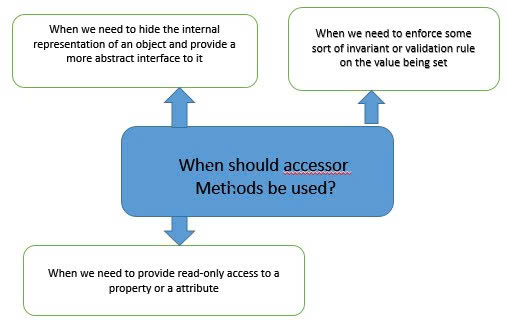 When we need to hide the internal
representation of an object and provide a
more abstract interface to it
When we need to enforce some
sort of invariant or validation rule
on the value being set
When should accessor
Methods be used?
When we need to provide read-only access to a
property or a attribute